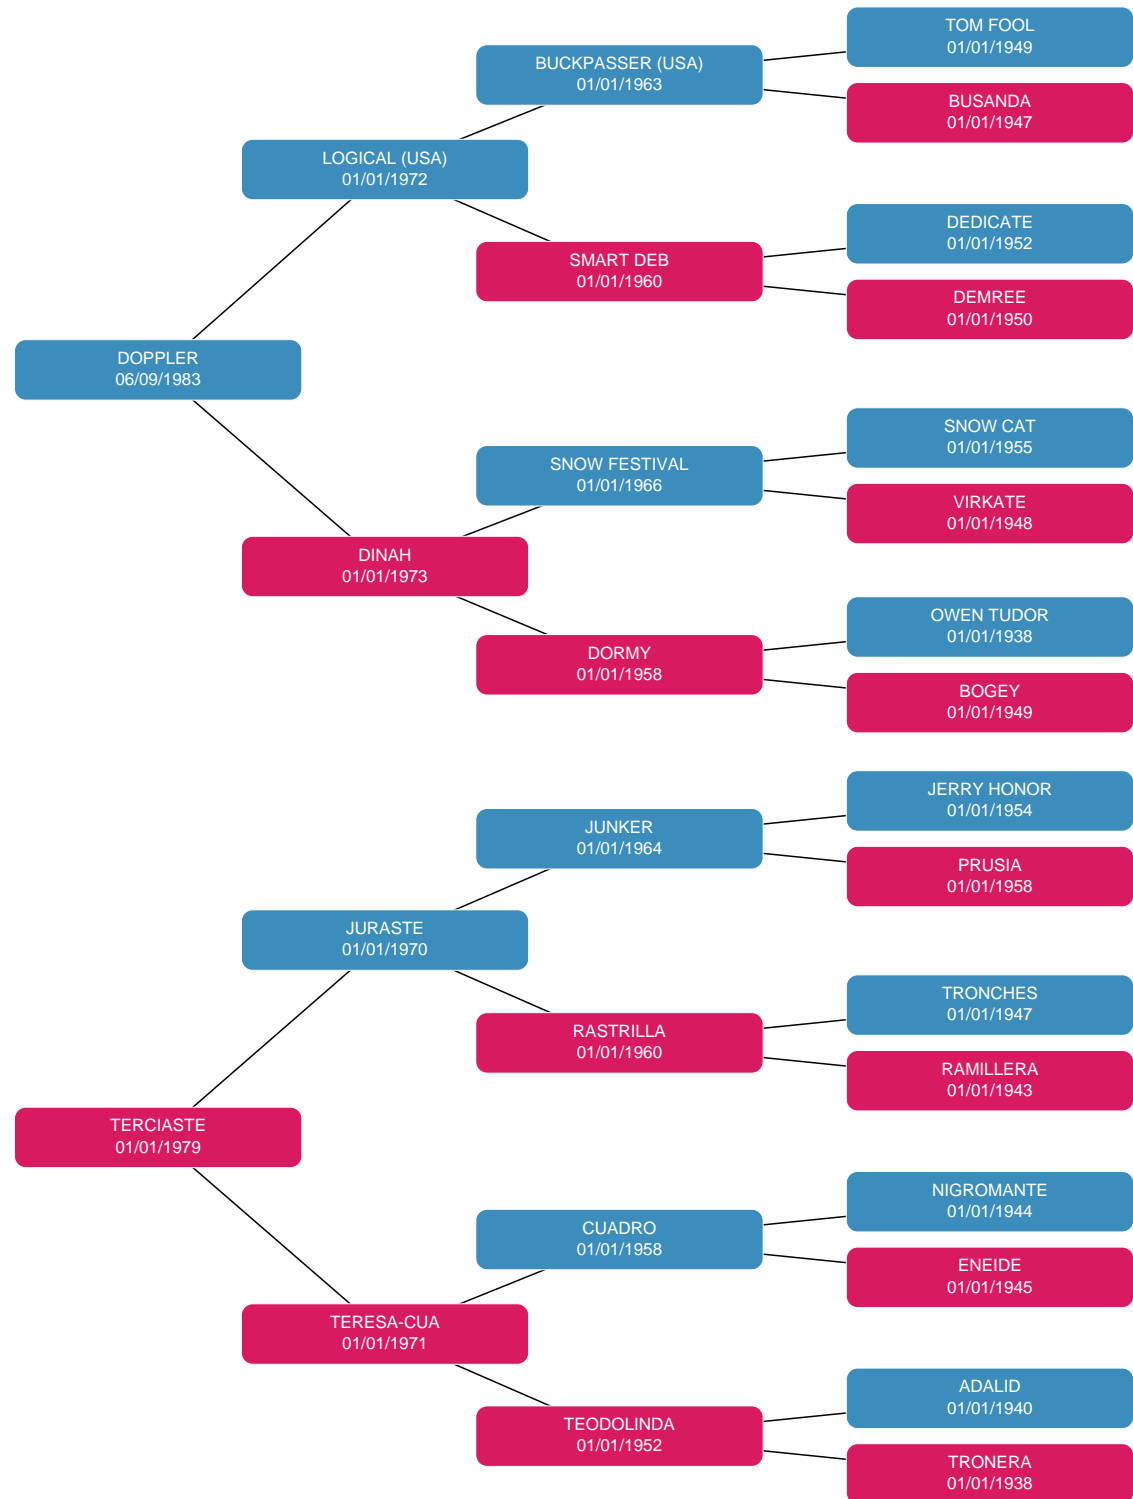 TOM FOOL
01/01/1949
BUCKPASSER (USA)
01/01/1963
BUSANDA
01/01/1947
LOGICAL (USA)
01/01/1972
DEDICATE
01/01/1952
SMART DEB
01/01/1960
DEMREE
01/01/1950
DOPPLER
06/09/1983
SNOW CAT
01/01/1955
SNOW FESTIVAL
01/01/1966
VIRKATE
01/01/1948
DINAH
01/01/1973
OWEN TUDOR
01/01/1938
DORMY
01/01/1958
BOGEY
01/01/1949
JERRY HONOR
01/01/1954
JUNKER
01/01/1964
PRUSIA
01/01/1958
JURASTE
01/01/1970
TRONCHES
01/01/1947
RASTRILLA
01/01/1960
RAMILLERA
01/01/1943
TERCIASTE
01/01/1979
NIGROMANTE
01/01/1944
CUADRO
01/01/1958
ENEIDE
01/01/1945
TERESA-CUA
01/01/1971
ADALID
01/01/1940
TEODOLINDA
01/01/1952
TRONERA
01/01/1938